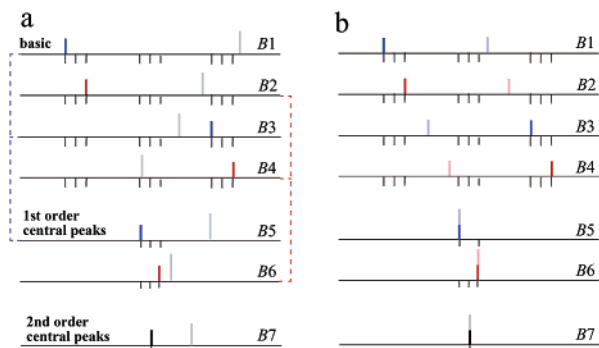 a
b
basic
B1
B1
B2
B2
B3
B3
B4
B4
1st order
central peaks
B5
B5
B6
B6
2nd order
central peaks
B7
B7